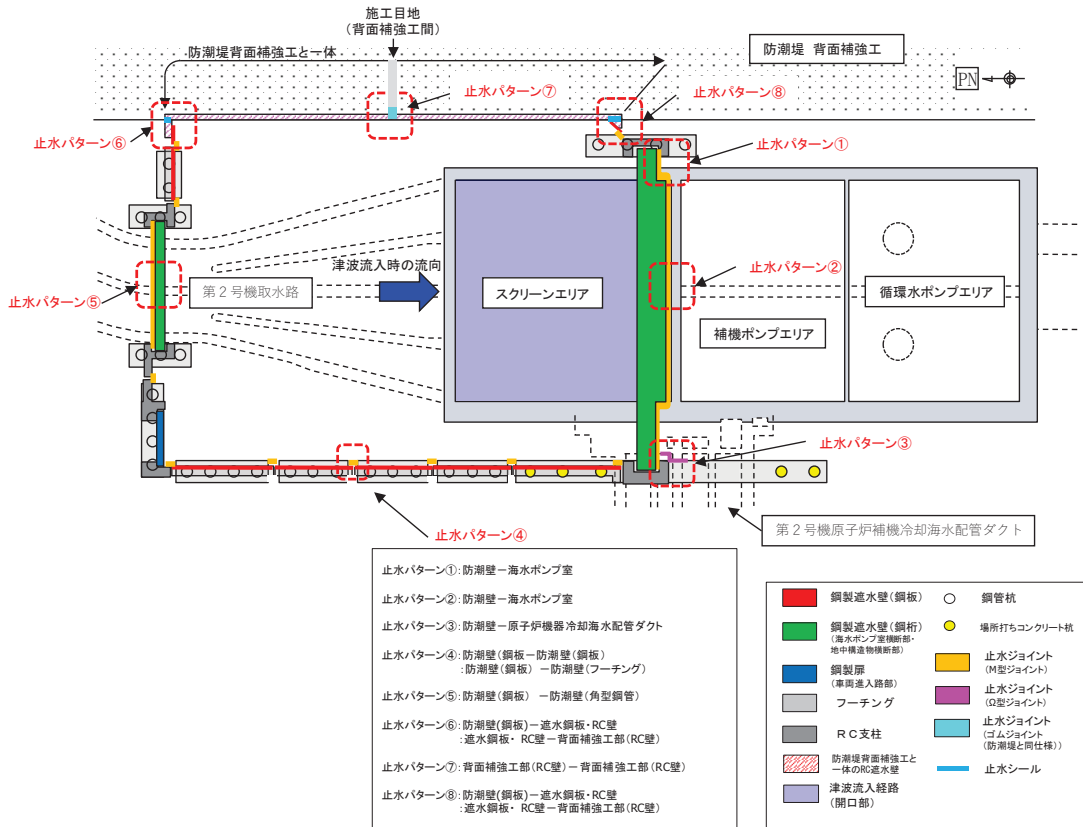 施工目地
(背面補強工間)
防潮堤背面補強工と一体
防潮堤 背面補強工
PN
止水パターン⑦
止水パターン⑧
止水パターン⑥
止水パターン①
津波流入時の流向
止水パターン②
止水パターン⑤
第2号機取水路
スクリーンエリア
循環水ポンプエリア
補機ポンプエリア
止水パターン③
止水パターン④
第2号機原子炉補機冷却海水配管ダクト
止水パターン①:防潮壁-海水ポンプ室
止水パターン②:防潮壁-海水ポンプ室
止水パターン③:防潮壁-原子炉機器冷却海水配管ダクト
止水パターン④:防潮壁(鋼板-防潮壁(鋼板)
:防潮壁(鋼板) -防潮壁(フーチング)
止水パターン⑤:防潮壁(鋼板) -防潮壁(角型鋼管)
止水パターン⑥:防潮壁(鋼板)-遮水鋼板・RC壁
:遮水鋼板・ RC壁-背面補強工部(RC壁)
止水パターン⑦:背面補強工部(RC壁)-背面補強工部(RC壁)
止水パターン⑧:防潮壁(鋼板)-遮水鋼板・RC壁
:遮水鋼板・ RC壁-背面補強工部(RC壁)
鋼製遮水壁(鋼板)
鋼製遮水壁(鋼桁)
(海水ポンプ室横断部・
地中構造物横断部)
鋼製扉
(車両進入路部)
フーチング
RC支柱
防潮堤背面補強工と
一体のRC遮水壁
津波流入経路
(開口部)
鋼管杭
場所打ちコンクリート杭
止水ジョイント
(M型ジョイント)
止水ジョイント
(Ω型ジョイント)
止水ジョイント
(ゴムジョイント
(防潮堤と同仕様))
止水シール